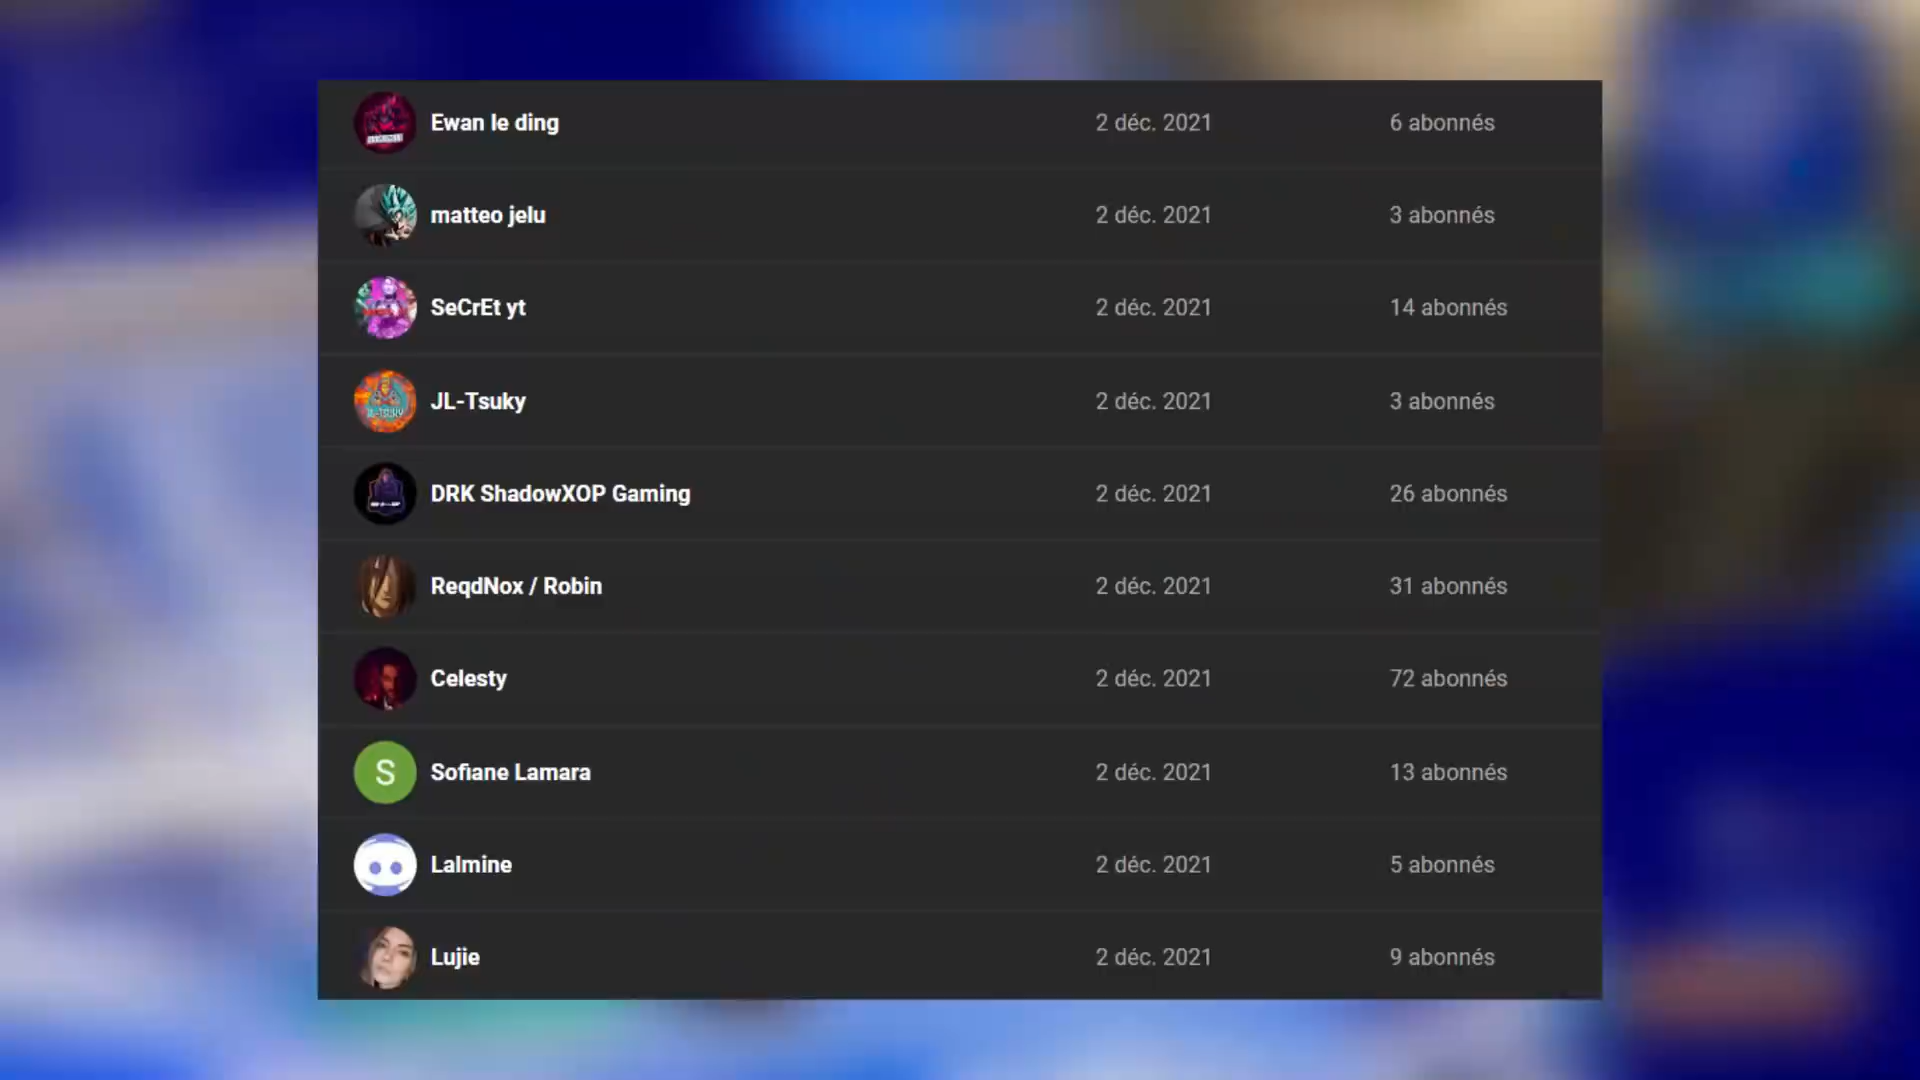 Ewan le ding 2 déc. 2021 6 abonnés
matteo jelu 2 déc. 2021 3 abonnés
SeCrEt yt 2 déc. 2021 14 abonnés
JL-Tsuky 2 déc. 2021 3 abonnés
JL-TSUKY
DRK ShadowXOP Gaming 2 déc. 2021 26 abonnés
ReqdNox / Robin 2 déc. 2021 31 abonnés
Celesty 2 déc. 2021 72 abonnés
S Sofiane Lamara 2 déc. 2021 13 abonnés
Lalmine 2 déc. 2021 5 abonnés
Lujie 2 déc. 2021 9 abonnés